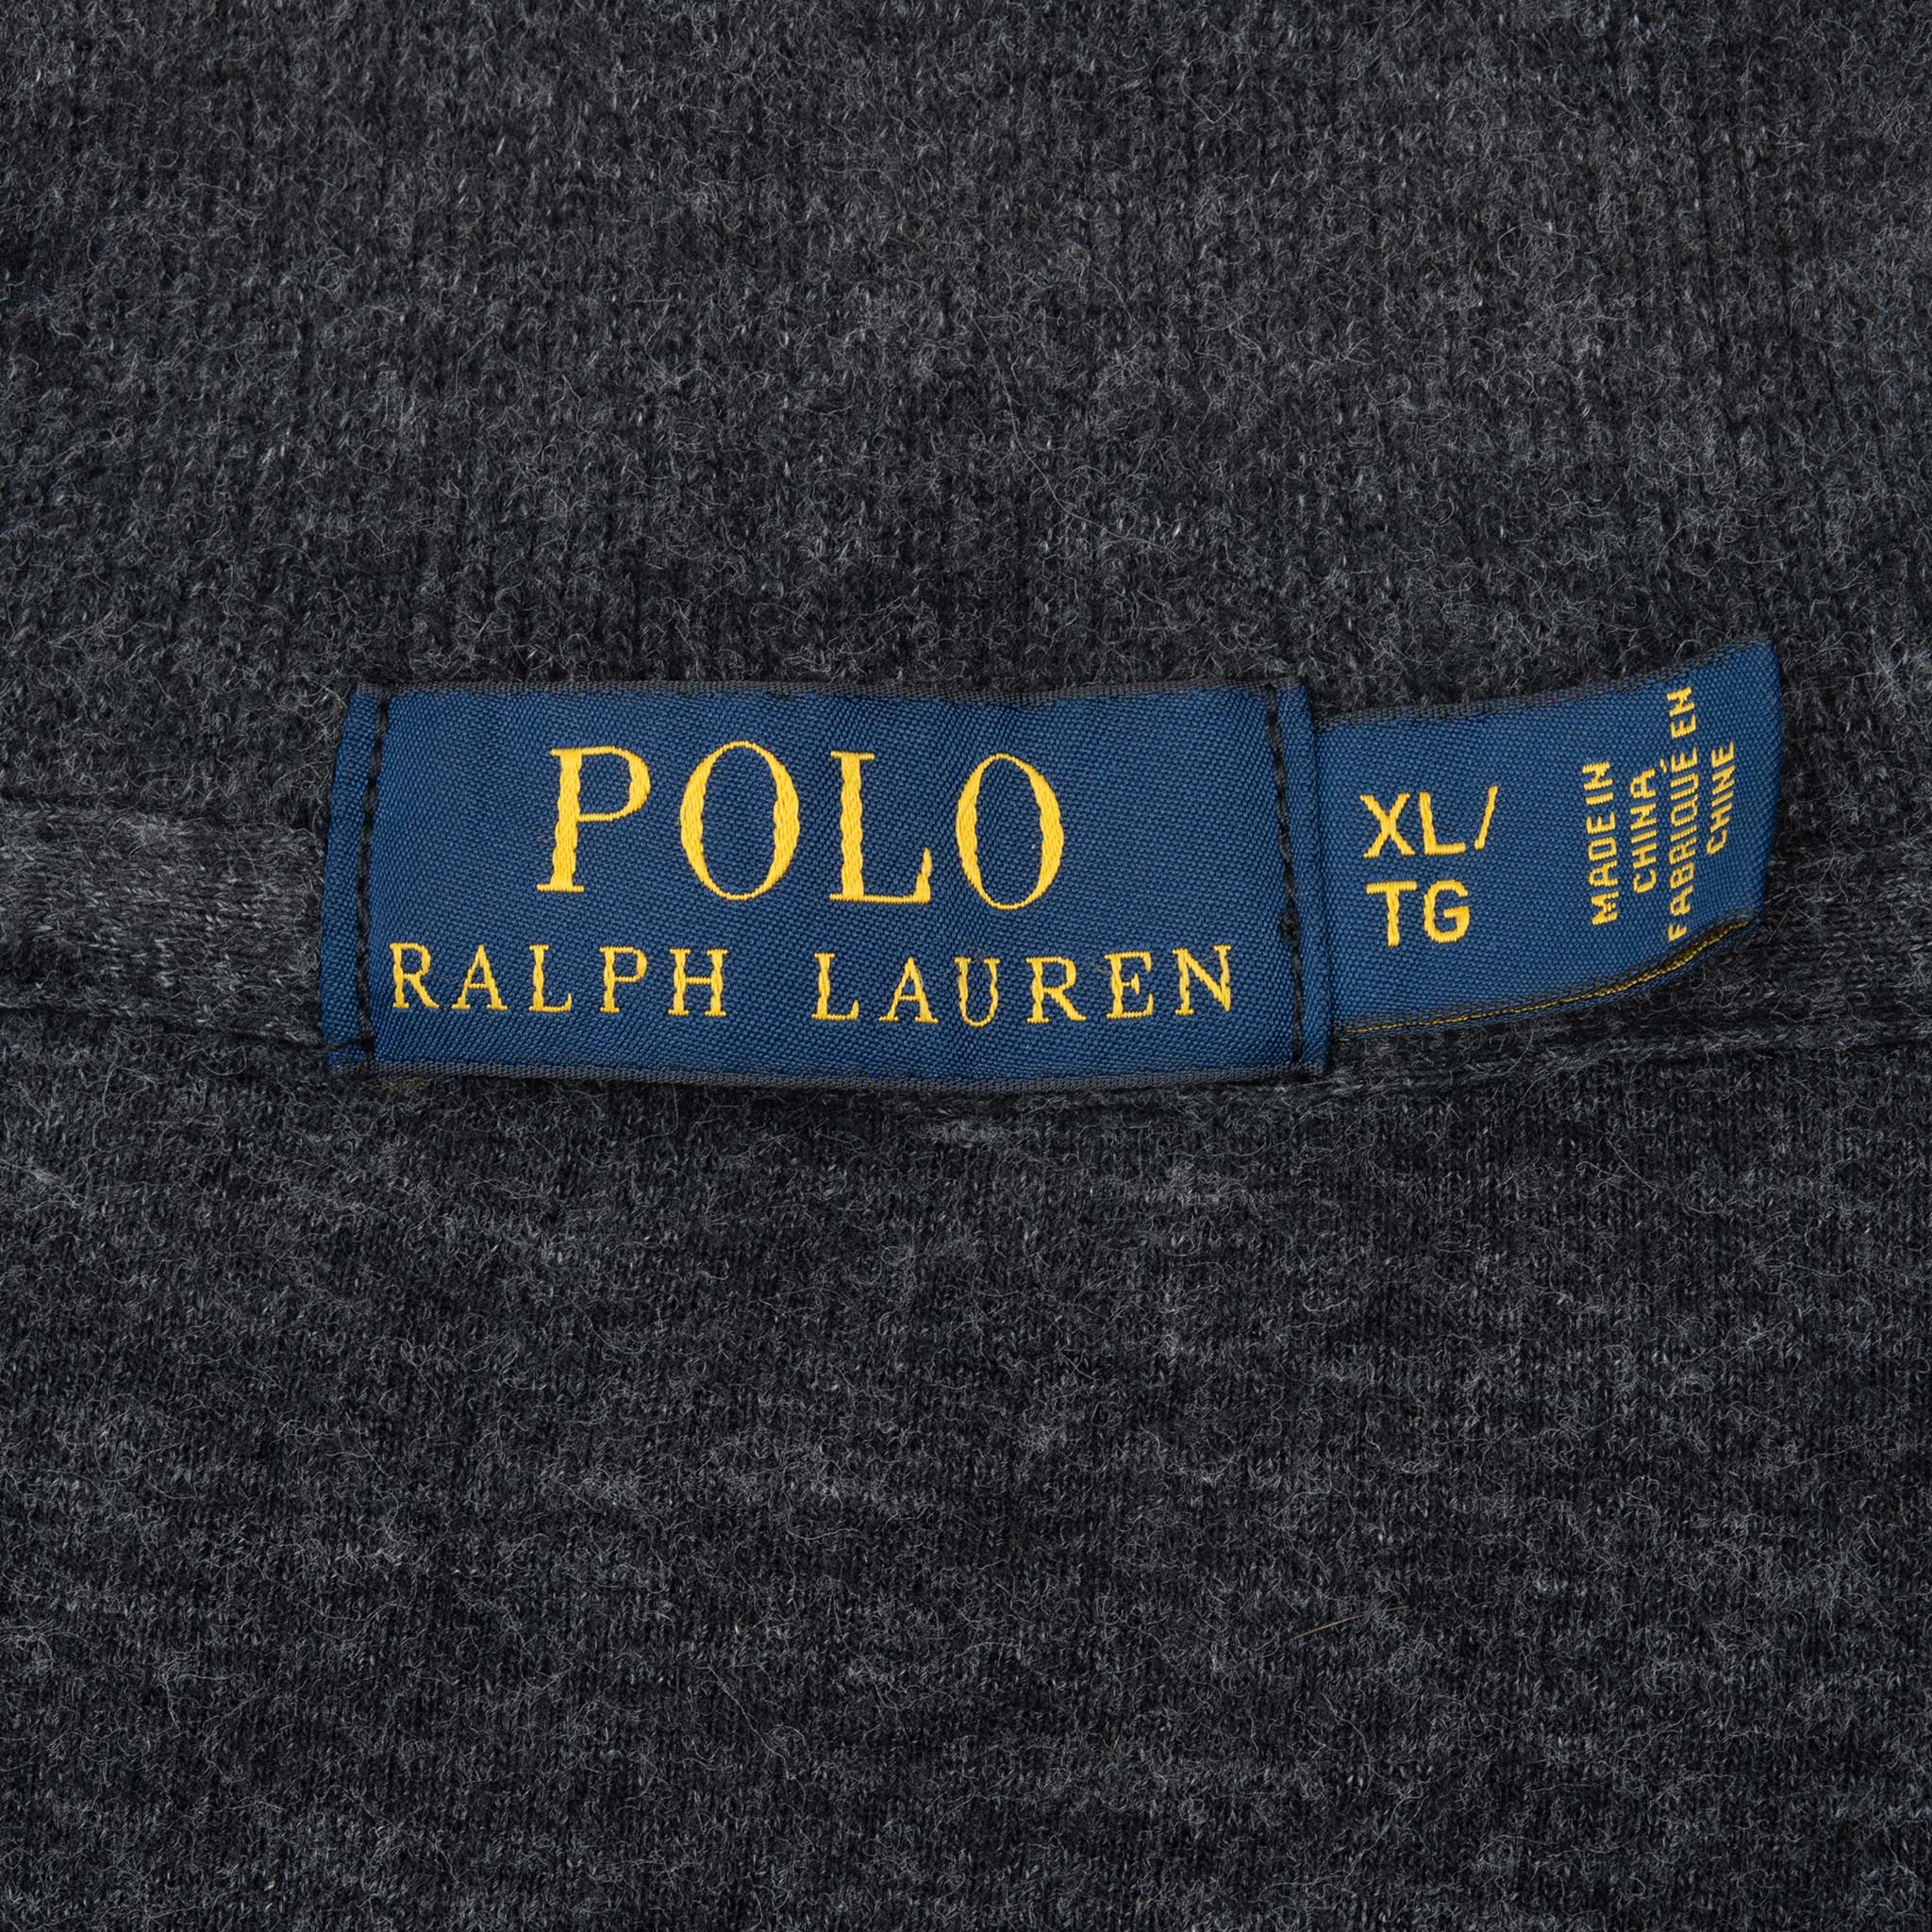 POLO
RALPH LAUREN
XL/
TG
MADE IN
CHINA
FABRIQUÉ EN
CHINE